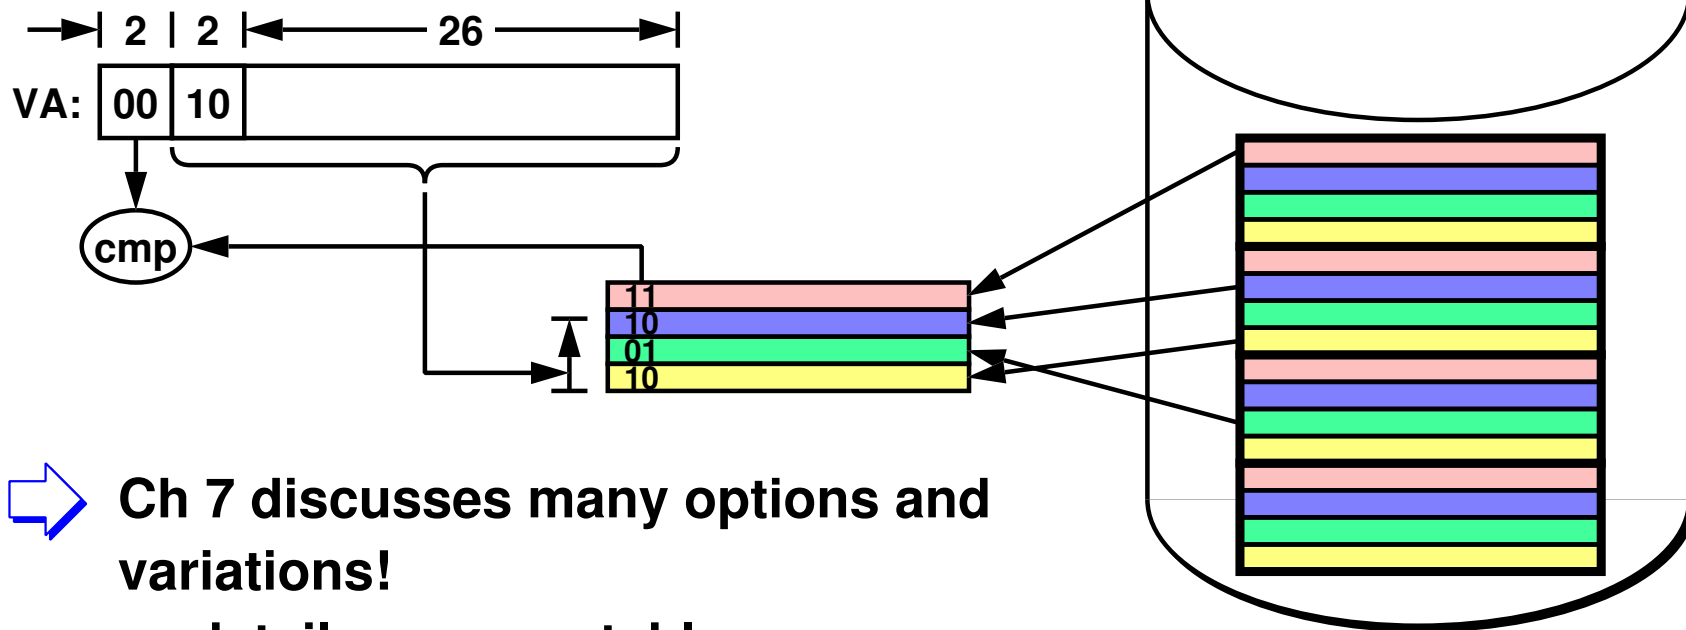 2 2 26
VA: 00 10
cmp
11
10
01
10
Ch 7 discusses many options and
variations!